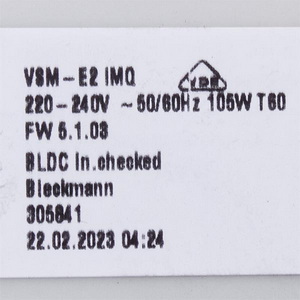 VSM-E2 IMQ
220-240V ~50/60Hz 105W T60
FW 5.1.03
BLDC In.checked
Bleckmann
305841
22.02.2023 04:24